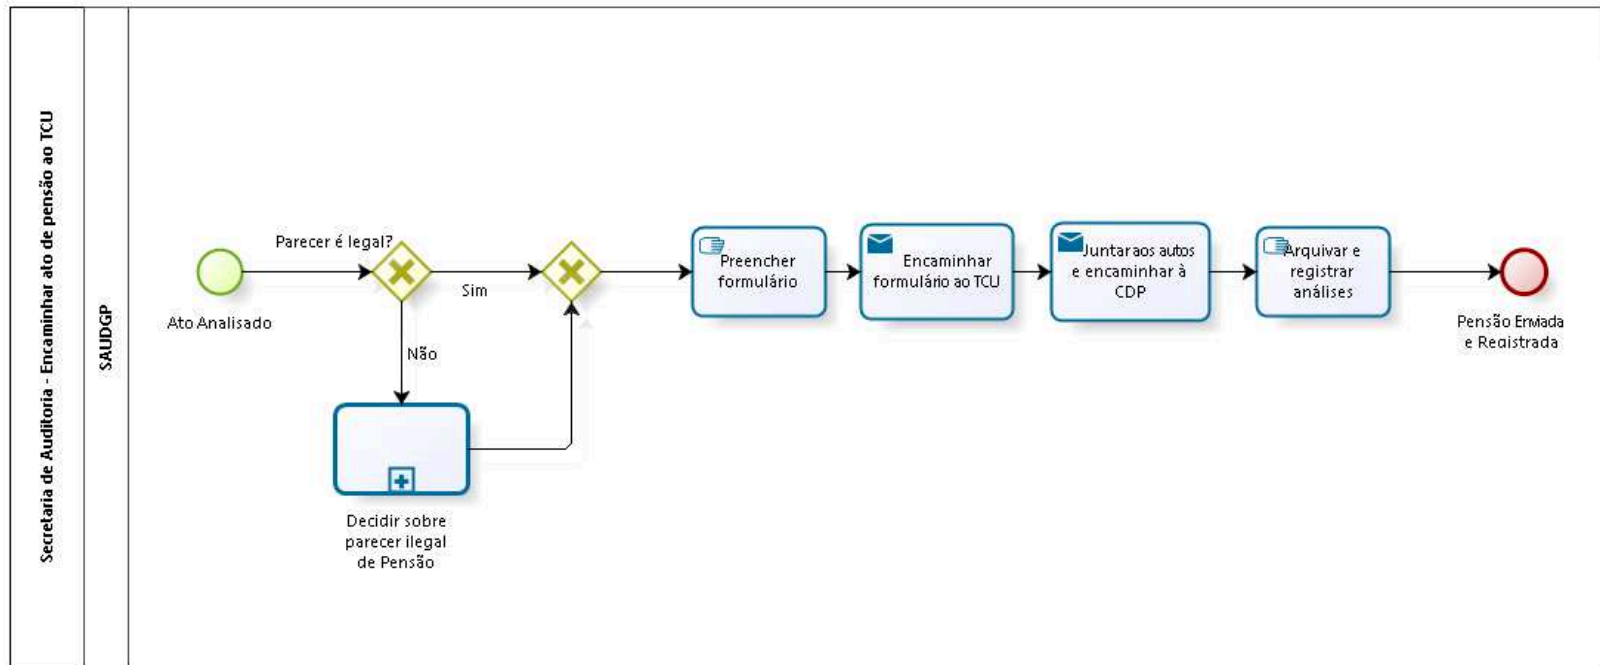 Secretaria de Auditoria - Encaminhar ato de pensão ao TCU
SAUDGP
Ato Analisado
Parecer é legal?
Sim
Não
Decidir sobre
parecer ilegal
de Pensão
Preencher
formulário
Encaminhar
formulário ao TCU
Juntar aos autos
e encaminhar à
CDP
Arquivar e
registrar
análises
Pensão Enviada
e Registrada